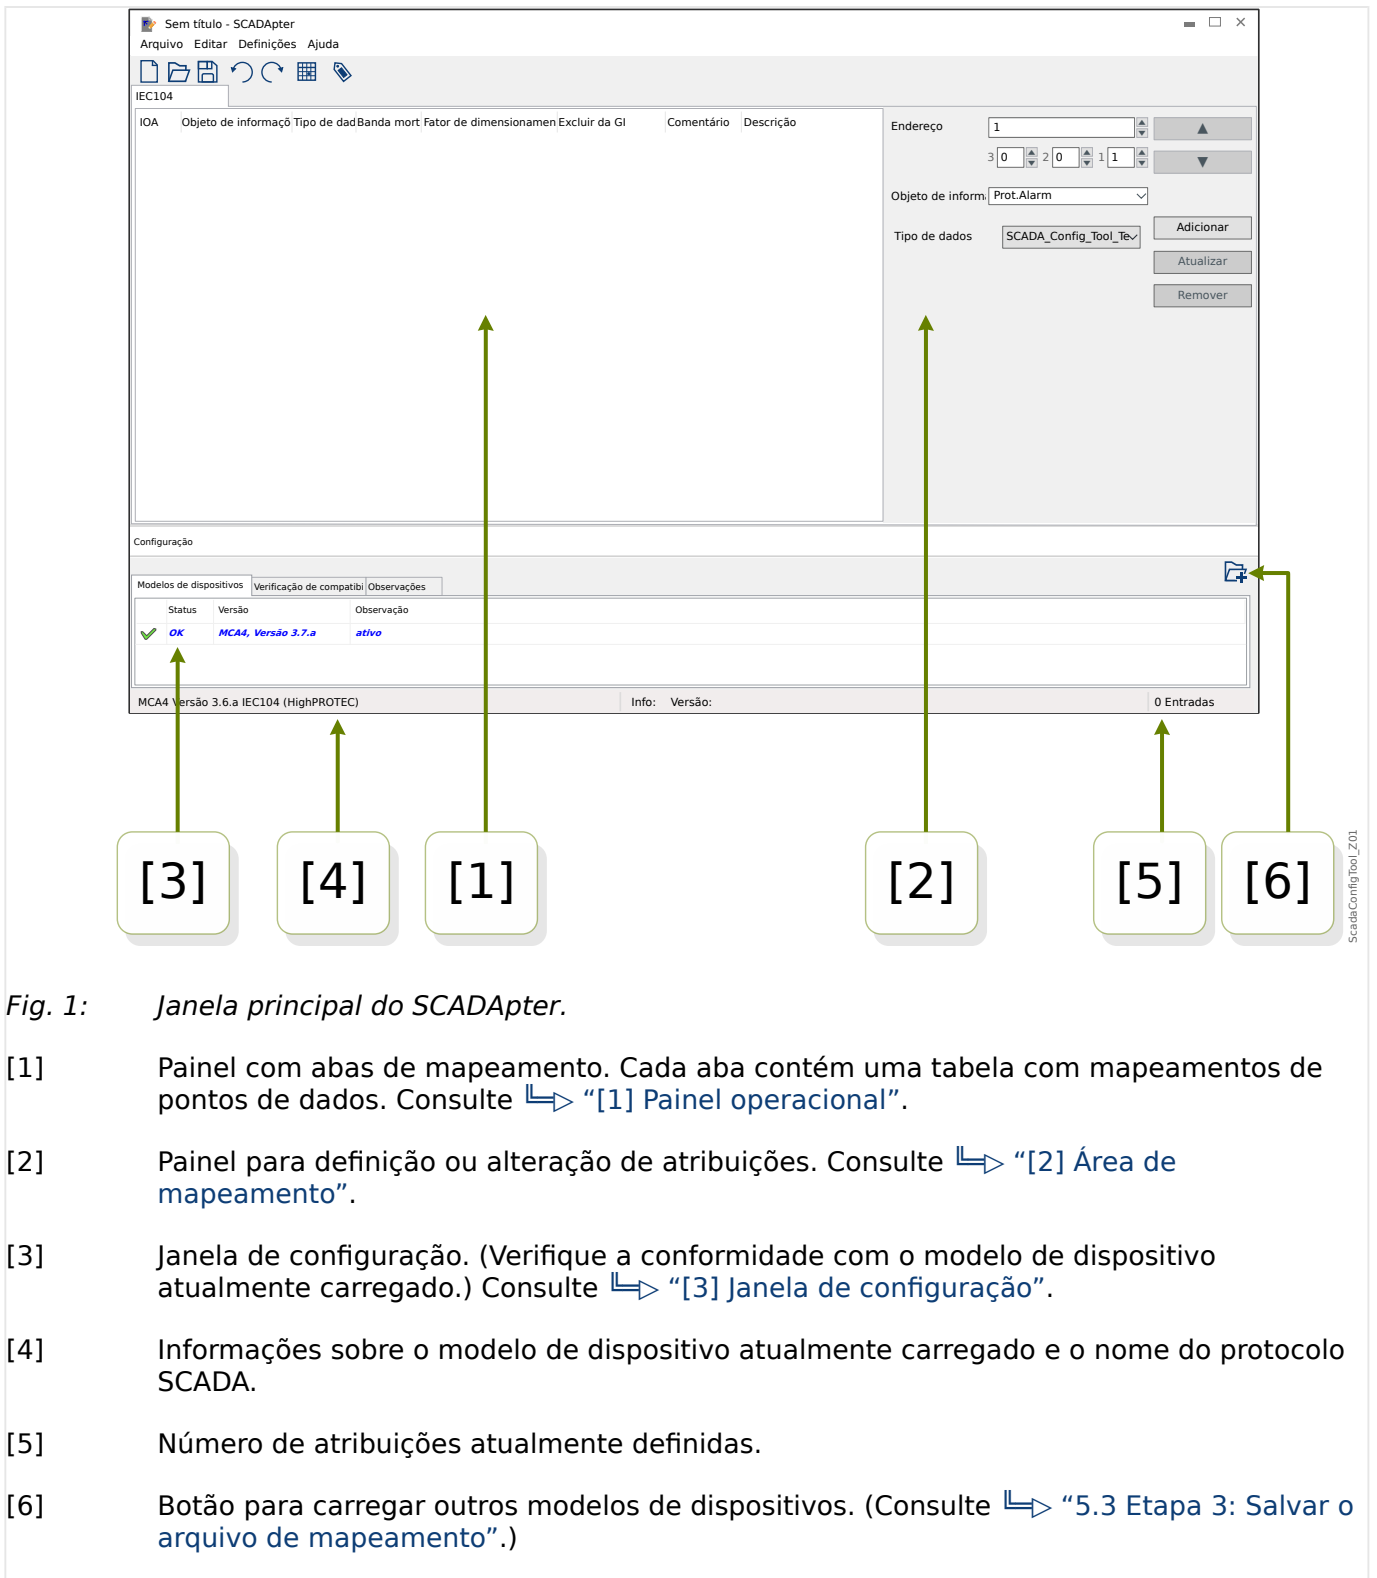 Sem título - SCADApter
Arquivo Editar Definições Ajuda
IEC104
IOA Objeto de informaçõ Tipo de dad Banda mort Fator de dimensionamen Excluir da GI Comentário Descrição
Endereço 1
3 0 2 0 1 1
Objeto de inform Prot.Alarm
Tipo de dados SCADA_Config_Tool_Te
Adicionar
Atualizar
Remover
Configuração
Modelos de dispositivos Verificação de compatibi Observações
Status Versão Observação
OK MCA4, Versão 3.7.a ativo
MCA4 Versão 3.6.a IEC104 (HighPROTEC) Info: Versão: 0 Entradas
[3] [4] [1] [2] [5] [6]
ScadaConfigTool_Z01
Fig. 1: Janela principal do SCADApter.
[1] Painel com abas de mapeamento. Cada aba contém uma tabela com mapeamentos de
pontos de dados. Consulte “[1] Painel operacional”.
[2] Painel para definição ou alteração de atribuições. Consulte “[2] Área de
mapeamento”.
[3] Janela de configuração. (Verifique a conformidade com o modelo de dispositivo
atualmente carregado.) Consulte “[3] Janela de configuração”.
[4] Informações sobre o modelo de dispositivo atualmente carregado e o nome do protocolo
SCADA.
[5] Número de atribuições atualmente definidas.
[6] Botão para carregar outros modelos de dispositivos. (Consulte “5.3 Etapa 3: Salvar o
arquivo de mapeamento”.)